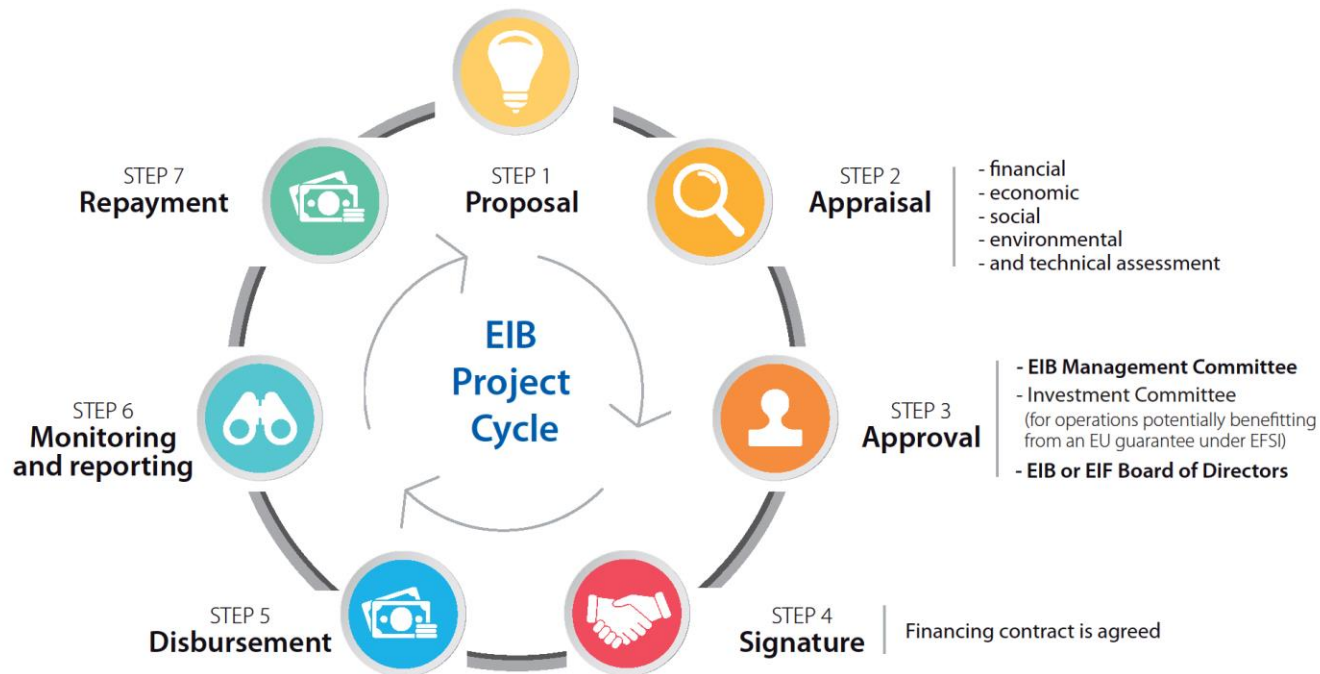 STEP 1
Proposal
STEP 2
Appraisal
- financial
- economic
- social
- environmental
- and technical assessment
STEP 3
Approval
- EIB Management Committee
- Investment Committee
(for operations potentially benefitting
from an EU guarantee under EFSI)
- EIB or EIF Board of Directors
STEP 4
Signature
Financing contract is agreed
STEP 5
Disbursement
STEP 6
Monitoring
and reporting
STEP 7
Repayment
EIB
Project
Cycle